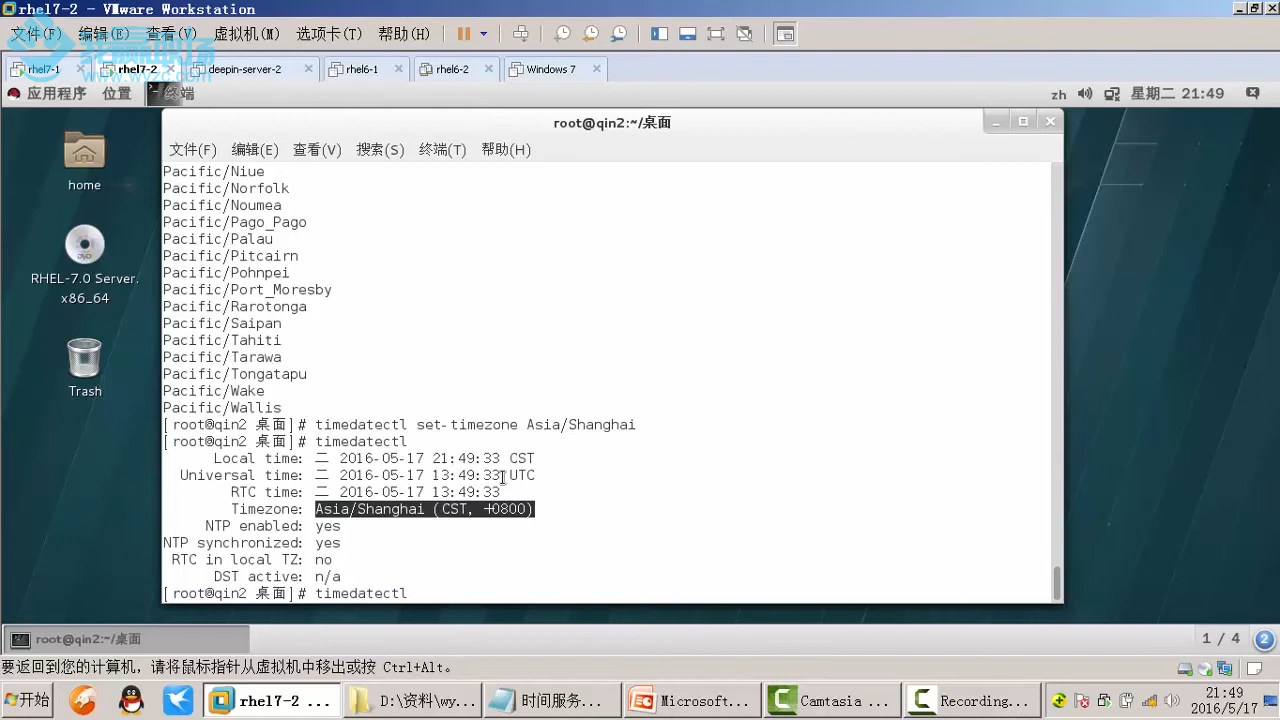 rhel7-2 - VMware Workstation
文件(F) 编辑(E) 查看(V) 虚拟机(M) 选项卡(T) 帮助(H)
www.wyzc.com
rhel7-1 rhel7-2 deepin-server-2 rhel6-1 rhel6-2 Windows 7
应用程序 位置 终端 zh 星期二 21:49
root@qin2:~/桌面
文件(F) 编辑(E) 查看(V) 搜索(S) 终端(T) 帮助(H)
home
RHEL-7.0 Server.
x86_64
Trash
Pacific/Niue
Pacific/Norfolk
Pacific/Noumea
Pacific/Pago_Pago
Pacific/Palau
Pacific/Pitcairn
Pacific/Pohnpei
Pacific/Port_Moresby
Pacific/Rarotonga
Pacific/Saipan
Pacific/Tahiti
Pacific/Tarawa
Pacific/Tongatapu
Pacific/Wake
Pacific/Wallis
[root@qin2 桌面]# timedatectl set-timezone Asia/Shanghai
[root@qin2 桌面]# timedatectl
Local time: 二 2016-05-17 21:49:33 CST
Universal time: 二 2016-05-17 13:49:33 UTC
RTC time: 二 2016-05-17 13:49:33
Timezone: Asia/Shanghai (CST, +0800)
NTP enabled: yes
NTP synchronized: yes
RTC in local TZ: no
DST active: n/a
[root@qin2 桌面]# timedatectl
root@qin2:~/桌面 1 / 4 2
要返回到您的计算机，请将鼠标指针从虚拟机中移出或按 Ctrl+Alt。
开始 rhel7-2 ... D:\资料\wy... 时间服务... Microsoft... Camtasia ... Recording... 21:49
2016/5/17